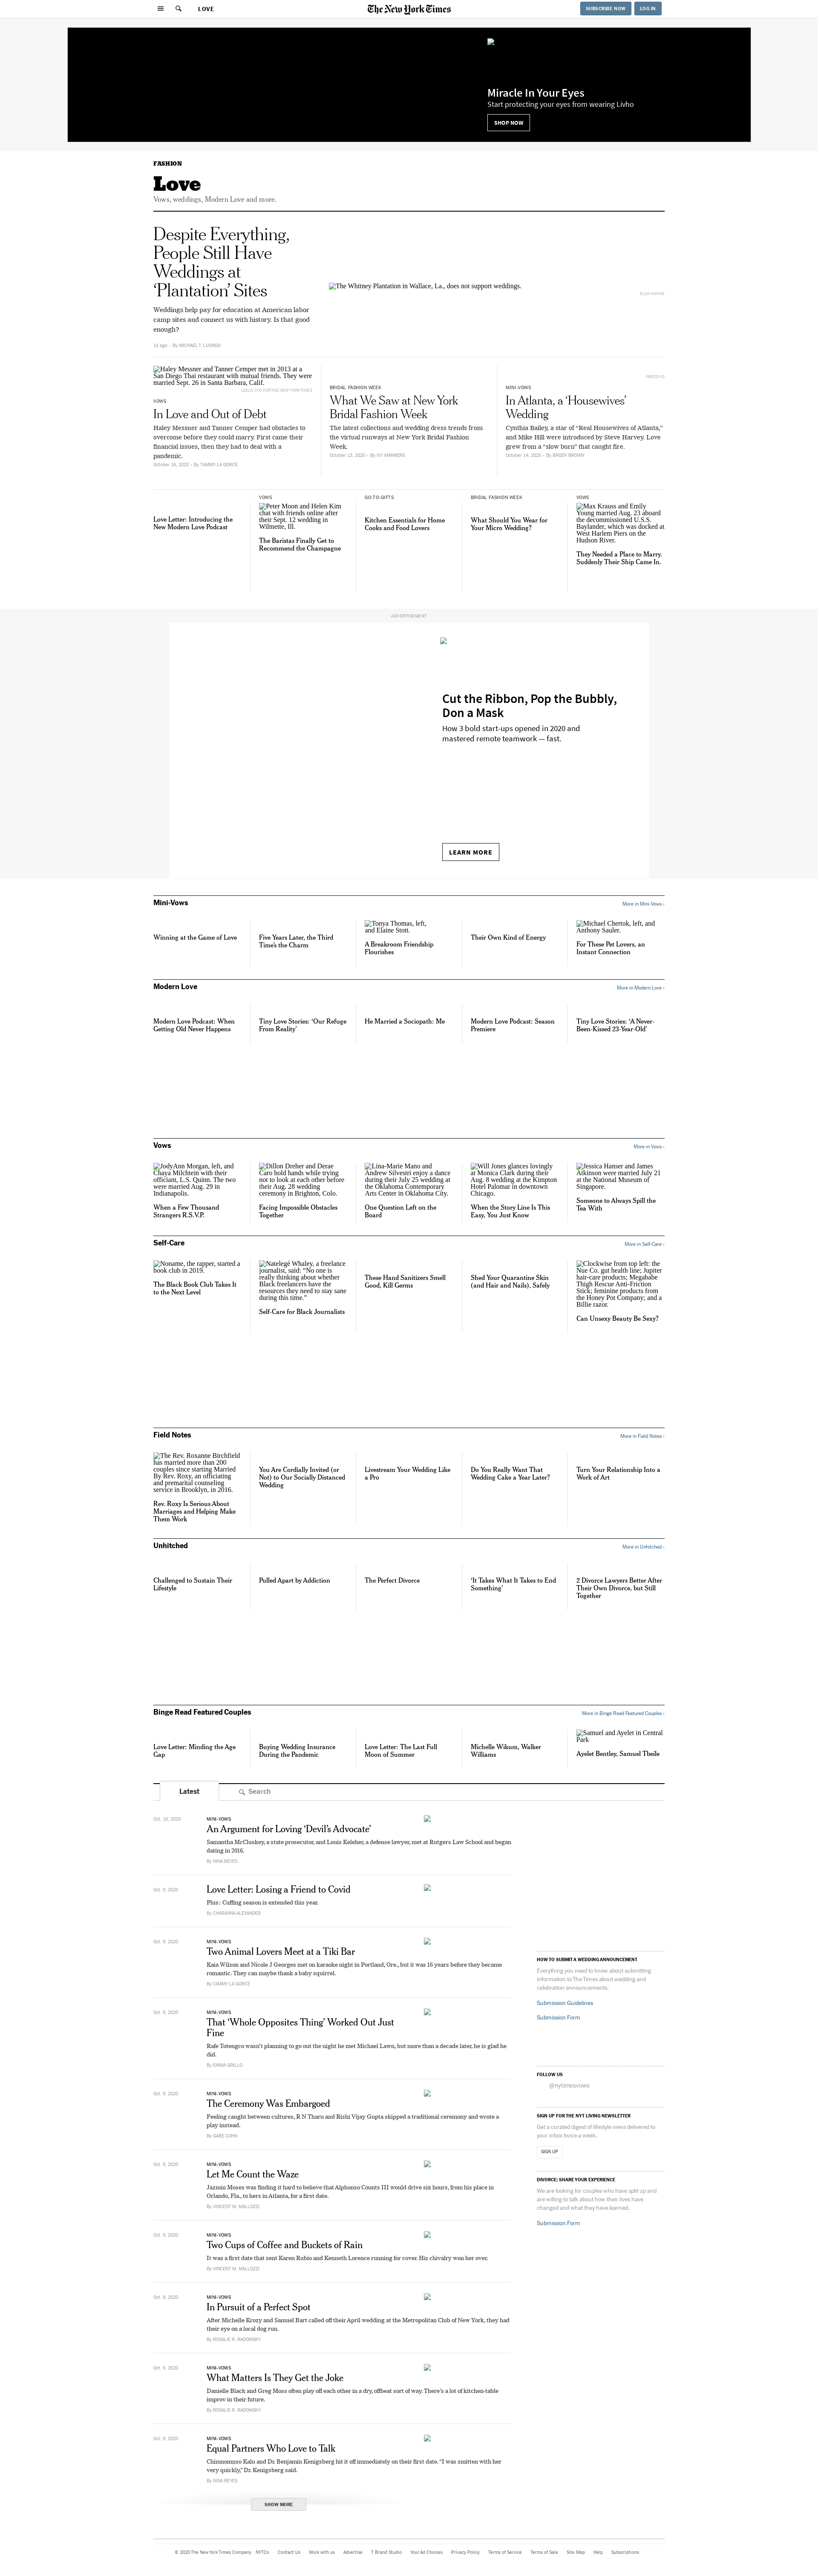 LOVE
The New York Times
SUBSCRIBE NOW
LOG IN
Miracle In Your Eyes
Start protecting your eyes from wearing Livho
SHOP NOW
FASHION
Love
Vows, weddings, Modern Love and more.
Despite Everything,
People Still Have
Weddings at
‘Plantation’ Sites
Weddings help pay for education at American labor
camp sites and connect us with history. Is that good
enough?
1d ago - By MICHAEL T. LUONGO
The Whitney Plantation in Wallace, La., does not support weddings.
Haley Messner and Tanner Cemper met in 2013 at a
San Diego Thai restaurant with mutual friends. They were
married Sept. 26 in Santa Barbara, Calif.
VOWS
In Love and Out of Debt
Haley Messner and Tanner Cemper had obstacles to
overcome before they could marry. First came their
financial issues, then they had to deal with a
pandemic.
October 16, 2020 - By TAMMY LA GORCE
BRIDAL FASHION WEEK
What We Saw at New York
Bridal Fashion Week
The latest collections and wedding dress trends from
the virtual runways at New York Bridal Fashion
Week.
October 13, 2020 - By IVY MANNERS
MINI-VOWS
In Atlanta, a ‘Housewives’
Wedding
Cynthia Bailey, a star of “Real Housewives of Atlanta,”
and Mike Hill were introduced by Steve Harvey. Love
grew from a “slow burn” that caught fire.
October 14, 2020 - By BRODY BROWN
Love Letter: Introducing the
New Modern Love Podcast
VOWS
Peter Moon and Helen Kim
chat with friends online after
their Sept. 12 wedding in
Wilmette, Ill.
The Baristas Finally Get to
Recommend the Champagne
GO-TO-GIFTS
Kitchen Essentials for Home
Cooks and Food Lovers
BRIDAL FASHION WEEK
What Should You Wear for
Your Micro Wedding?
VOWS
Max Krauss and Emily
Young married Aug. 23 aboard
the decommissioned U.S.S.
Baylander, which was docked at
West Harlem Piers on the
Hudson River.
They Needed a Place to Marry.
Suddenly Their Ship Came In.
ADVERTISEMENT
Cut the Ribbon, Pop the Bubbly,
Don a Mask
How 3 bold start-ups opened in 2020 and
mastered remote teamwork — fast.
LEARN MORE
Mini-Vows
More in Mini-Vows ›
Winning at the Game of Love
Five Years Later, the Third
Time’s the Charm
Tonya Thomas, left,
and Elaine Stott.
A Breakroom Friendship
Flourishes
Their Own Kind of Energy
Michael Chertok, left, and
Anthony Sauler.
For These Pet Lovers, an
Instant Connection
Modern Love
More in Modern Love ›
Modern Love Podcast: When
Getting Old Never Happens
Tiny Love Stories: ‘Our Refuge
From Reality’
He Married a Sociopath: Me
Modern Love Podcast: Season
Premiere
Tiny Love Stories: ‘A Never-
Been-Kissed 23-Year-Old’
Vows
More in Vows ›
JodyAnn Morgan, left, and
Chaya Milchtein with their
officiant, L.S. Quinn. The two
were married Aug. 29 in
Indianapolis.
When a Few Thousand
Strangers R.S.V.P.
Dillon Dreher and Derae
Caro hold hands while trying
not to look at each other before
their Aug. 28 wedding
ceremony in Brighton, Colo.
Facing Impossible Obstacles
Together
Lina-Marie Mano and
Andrew Silvestri enjoy a dance
during their July 25 wedding at
the Oklahoma Contemporary
Arts Center in Oklahoma City.
One Question Left on the
Board
Will Jones glances lovingly
at Monica Clark during their
Aug. 8 wedding at the Kimpton
Hotel Palomar in downtown
Chicago.
When the Story Line Is This
Easy, You Just Know
Jessica Hanser and James
Atkinson were married July 21
at the National Museum of
Singapore.
Someone to Always Spill the
Tea With
Self-Care
More in Self-Care ›
Noname, the rapper, started a
book club in 2019.
The Black Book Club Takes It
to the Next Level
Natelegé Whaley, a freelance
journalist, said: “No one is
really thinking about whether
Black freelancers have the
resources they need to stay sane
during this time.”
Self-Care for Black Journalists
These Hand Sanitizers Smell
Good, Kill Germs
Shed Your Quarantine Skin
(and Hair and Nails), Safely
Clockwise from top left: the
Nue Co. gut health line; Jupiter
hair-care products; Megababe
Thigh Rescue Anti-Friction
Stick; feminine products from
the Honey Pot Company; and a
Billie razor.
Can Unsexy Beauty Be Sexy?
Field Notes
More in Field Notes ›
The Rev. Roxanne Birchfield
has married more than 200
couples since starting Married
By Rev. Roxy, an officiating
and premarital counseling
service in Brooklyn, in 2016.
Rev. Roxy Is Serious About
Marriages and Helping Make
Them Work
You Are Cordially Invited (or
Not) to Our Socially Distanced
Wedding
Livestream Your Wedding Like
a Pro
Do You Really Want That
Wedding Cake a Year Later?
Turn Your Relationship Into a
Work of Art
Unhitched
More in Unhitched ›
Challenged to Sustain Their
Lifestyle
Pulled Apart by Addiction
The Perfect Divorce
‘It Takes What It Takes to End
Something’
2 Divorce Lawyers Better After
Their Own Divorce, but Still
Together
Binge Read Featured Couples
More in Binge Read Featured Couples ›
Love Letter: Minding the Age
Gap
Buying Wedding Insurance
During the Pandemic
Love Letter: The Last Full
Moon of Summer
Michelle Wikum, Walker
Williams
Samuel and Ayelet in Central
Park
Ayelet Bentley, Samuel Tbeile
Latest
Search
Oct. 16, 2020
MINI-VOWS
An Argument for Loving ‘Devil’s Advocate’
Samantha McCluskey, a state prosecutor, and Louis Keleher, a defense lawyer, met at Rutgers Law School and began
dating in 2016.
By NINA REYES
Oct. 9, 2020
Love Letter: Losing a Friend to Covid
Plus: Cuffing season is extended this year.
By CHARANNA ALEXANDER
Oct. 9, 2020
MINI-VOWS
Two Animal Lovers Meet at a Tiki Bar
Kaia Wilson and Nicole J Georges met on karaoke night in Portland, Ore., but it was 16 years before they became
romantic. They can maybe thank a baby squirrel.
By TAMMY LA GORCE
Oct. 9, 2020
MINI-VOWS
That ‘Whole Opposites Thing’ Worked Out Just
Fine
Rafe Totengco wasn’t planning to go out the night he met Michael Lawn, but more than a decade later, he is glad he
did.
By EMMA GRILLO
Oct. 9, 2020
MINI-VOWS
The Ceremony Was Embargoed
Feeling caught between cultures, R N Tharu and Rishi Vijay Gupta skipped a traditional ceremony and wrote a
play instead.
By GABE COHN
Oct. 9, 2020
MINI-VOWS
Let Me Count the Waze
Jazmin Moses was finding it hard to believe that Alphonso Counts III would drive six hours, from his place in
Orlando, Fla., to hers in Atlanta, for a first date.
By VINCENT M. MALLOZZI
Oct. 9, 2020
MINI-VOWS
Two Cups of Coffee and Buckets of Rain
It was a first date that sent Karen Rubio and Kenneth Lorence running for cover. His chivalry won her over.
By VINCENT M. MALLOZZI
Oct. 9, 2020
MINI-VOWS
In Pursuit of a Perfect Spot
After Michelle Krozy and Samuel Bart called off their April wedding at the Metropolitan Club of New York, they had
their eye on a local dog run.
By ROSALIE R. RADOMSKY
Oct. 9, 2020
MINI-VOWS
What Matters Is They Get the Joke
Danielle Black and Greg Moss often play off each other in a dry, offbeat sort of way. There’s a lot of kitchen-table
improv in their future.
By ROSALIE R. RADOMSKY
Oct. 9, 2020
MINI-VOWS
Equal Partners Who Love to Talk
Chimnomnso Kalu and Dr. Benjamin Kenigsberg hit it off immediately on their first date. “I was smitten with her
very quickly,” Dr. Kenigsberg said.
By NINA REYES
SHOW MORE
HOW TO SUBMIT A WEDDING ANNOUNCEMENT
Everything you need to know about submitting
information to The Times about wedding and
celebration announcements.
Submission Guidelines
Submission Form
FOLLOW US
@nytimesvows
SIGN UP FOR THE NYT LIVING NEWSLETTER
Get a curated digest of lifestyle news delivered to
your inbox twice a week.
SIGN UP
DIVORCE: SHARE YOUR EXPERIENCE
We are looking for couples who have split up and
are willing to talk about how their lives have
changed and what they have learned.
Submission Form
© 2020 The New York Times Company NYTCo Contact Us Work with us Advertise T Brand Studio Your Ad Choices Privacy Policy Terms of Service Terms of Sale Site Map Help Subscriptions